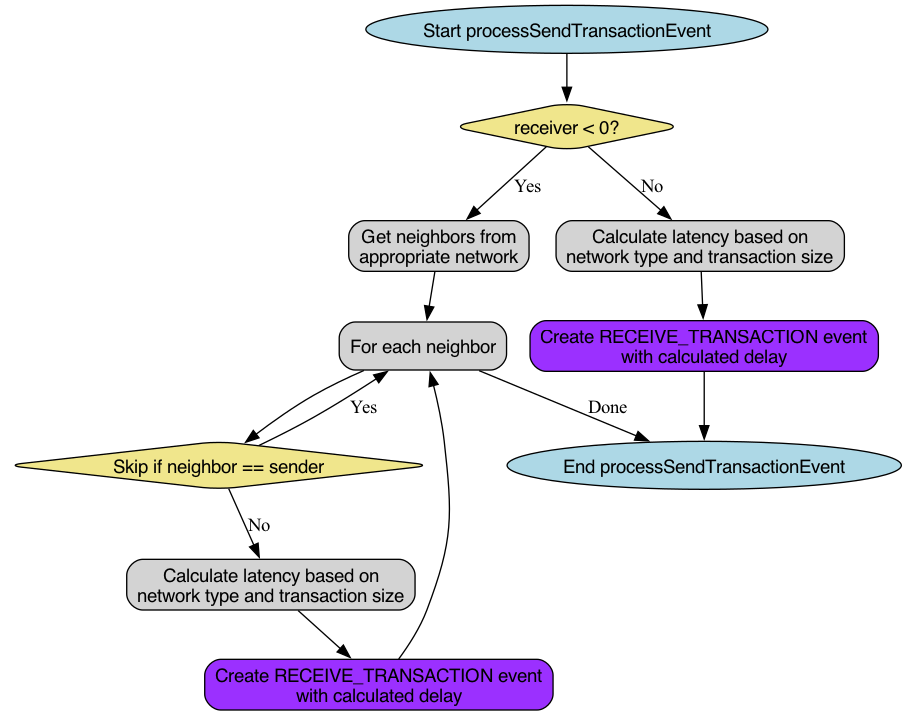 Start processSendTransactionEvent
receiver < 0?
Yes
No
Get neighbors from
appropriate network
Calculate latency based on
network type and transaction size
For each neighbor
Create RECEIVE_TRANSACTION event
with calculated delay
Yes
Done
Skip if neighbor == sender
End processSendTransactionEvent
No
Calculate latency based on
network type and transaction size
Create RECEIVE_TRANSACTION event
with calculated delay